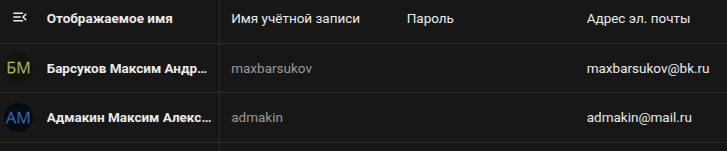 Отображаемое имя Имя учётной записи Пароль Адрес эл. почты
БМ Барсуков Максим Андр... maxbarsukov maxbarsukov@bk.ru
АМ Адмакин Максим Алекс... admakin admakin@mail.ru